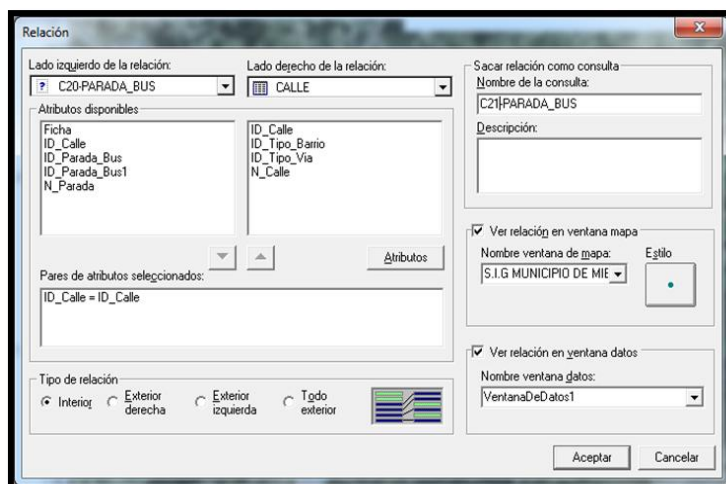 Relación
Lado izquierdo de la relación:
C20-PARADA_BUS
Lado derecho de la relación:
CALLE
Atributos disponibles
Ficha
ID_Calle
ID_Parada_Bus
ID_Parada_Bus1
N_Parada
ID_Calle
ID_Tipo_Barrio
ID_Tipo_Via
N_Calle
Atributos
Pares de atributos seleccionados:
ID_Calle = ID_Calle
Tipo de relación
Interior
Exterior
derecha
Exterior
izquierda
Todo
exterior
Sacar relación como consulta
Nombre de la consulta:
C21-PARADA_BUS
Descripción:
Ver relación en ventana mapa
Nombre ventana de mapa:
S.I.G MUNICIPIO DE MIE
Estilo
Ver relación en ventana datos
Nombre ventana datos:
VentanaDeDatos1
Aceptar
Cancelar